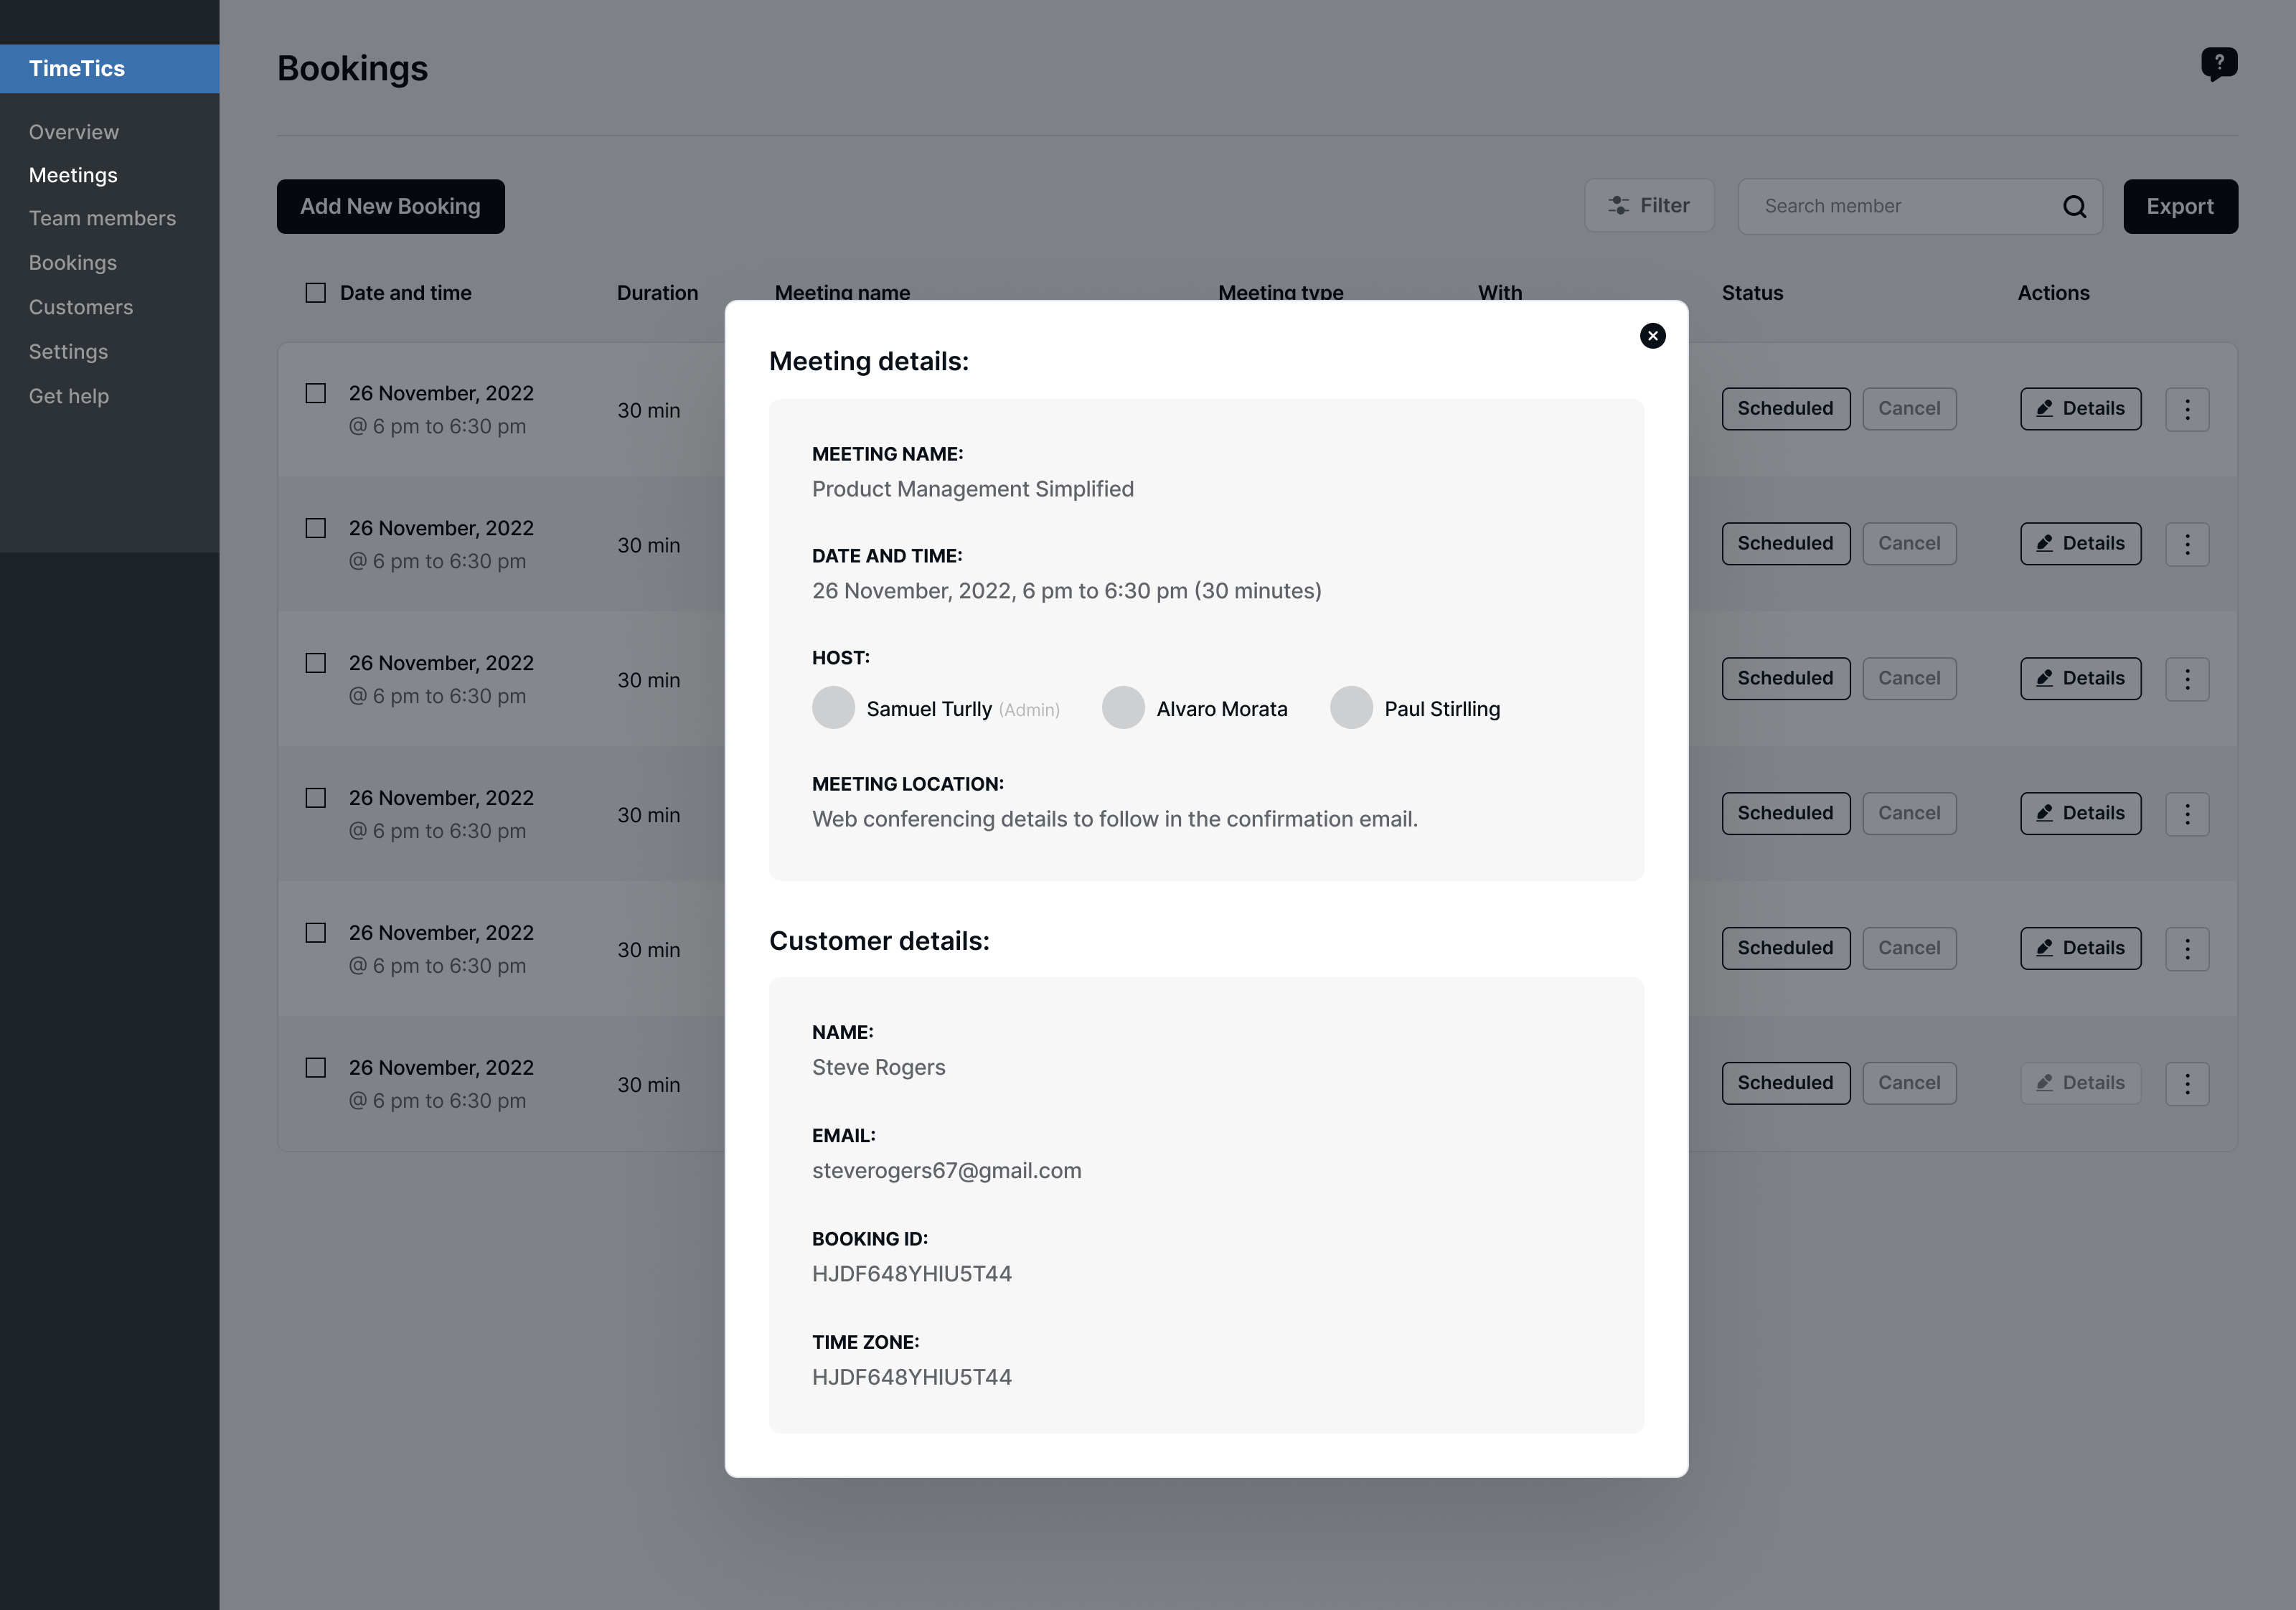 TimeTics
Overview
Meetings
Team members
Bookings
Customers
Settings
Get help
Bookings
?
Add New Booking
Filter
Search member
Export
Date and time Duration Meeting name Meeting type With Status Actions
26 November, 2022
@ 6 pm to 6:30 pm
30 min
Scheduled Cancel Details
26 November, 2022
@ 6 pm to 6:30 pm
30 min
Scheduled Cancel Details
26 November, 2022
@ 6 pm to 6:30 pm
30 min
Scheduled Cancel Details
26 November, 2022
@ 6 pm to 6:30 pm
30 min
Scheduled Cancel Details
26 November, 2022
@ 6 pm to 6:30 pm
30 min
Scheduled Cancel Details
26 November, 2022
@ 6 pm to 6:30 pm
30 min
Scheduled Cancel Details
Meeting details:
MEETING NAME:
Product Management Simplified
DATE AND TIME:
26 November, 2022, 6 pm to 6:30 pm (30 minutes)
HOST:
Samuel Turlly (Admin) Alvaro Morata Paul Stirlling
MEETING LOCATION:
Web conferencing details to follow in the confirmation email.
Customer details:
NAME:
Steve Rogers
EMAIL:
steverogers67@gmail.com
BOOKING ID:
HJDF648YHIU5T44
TIME ZONE:
HJDF648YHIU5T44